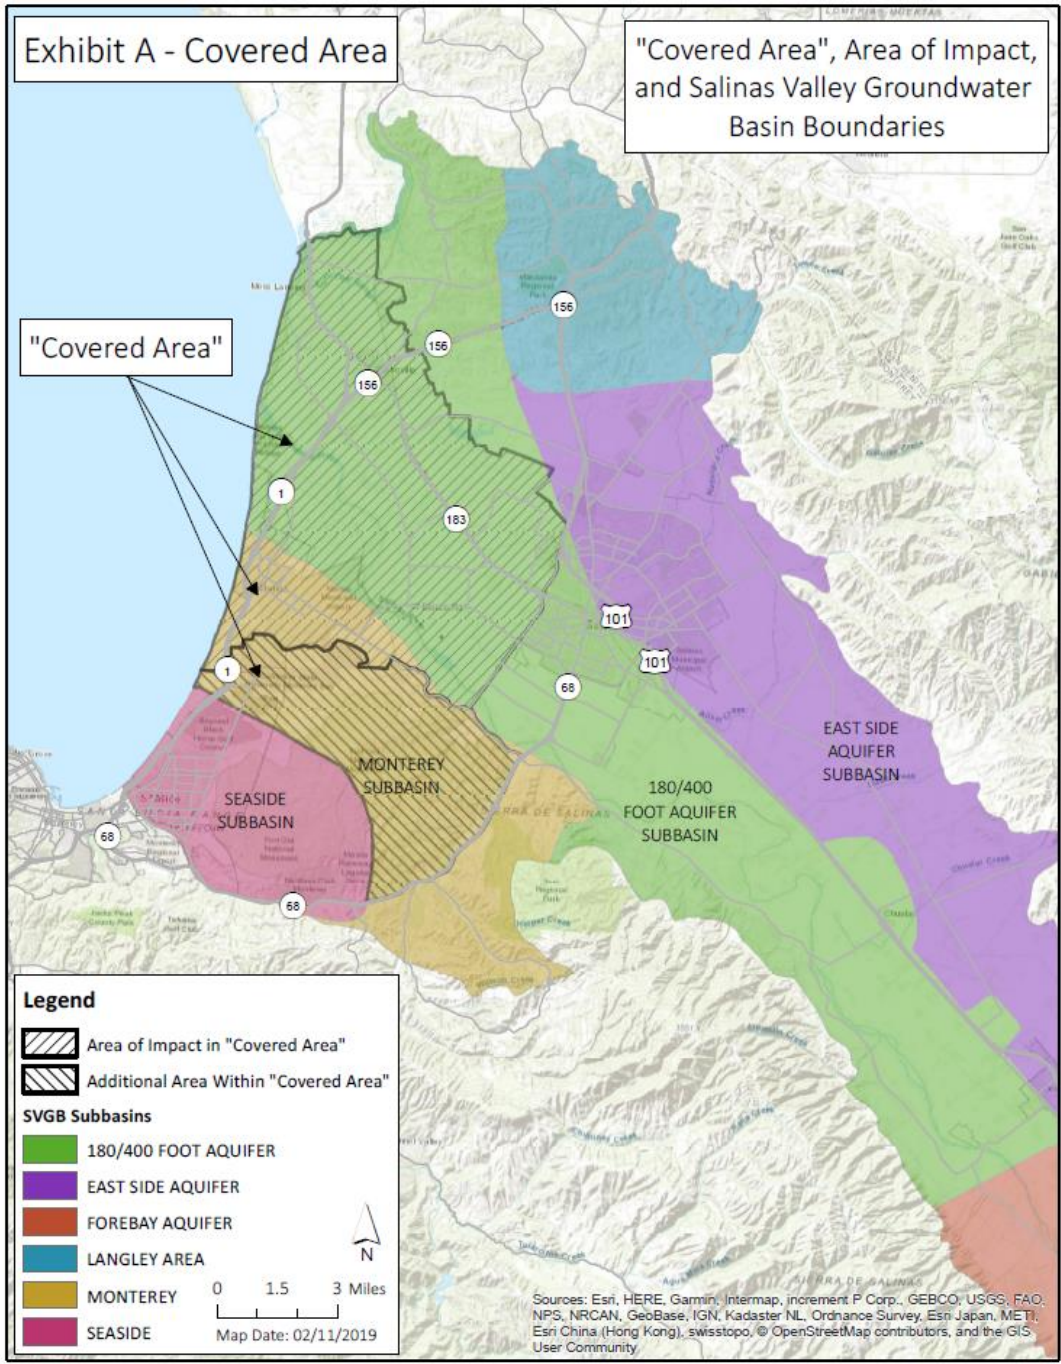 Exhibit A - Covered Area
"Covered Area", Area of Impact,
and Salinas Valley Groundwater
Basin Boundaries
"Covered Area"
156
156
156
1
183
101
101
1
68
68
68
EAST SIDE
AQUIFER
SUBBASIN
MONTEREY
SUBBASIN
180/400
FOOT AQUIFER
SUBBASIN
SEASIDE
SUBBASIN
Legend
Area of Impact in "Covered Area"
Additional Area Within "Covered Area"
SVGB Subbasins
180/400 FOOT AQUIFER
EAST SIDE AQUIFER
FOREBAY AQUIFER
LANGLEY AREA
MONTEREY
SEASIDE
N
0 1.5 3 Miles
Map Date: 02/11/2019
SIERRA DE SALINAS
Sources: Esri, HERE, Garmin, Intermap, increment P Corp., GEBCO, USGS, FAO,
NPS, NRCAN, GeoBase, IGN, Kadaster NL, Ordnance Survey, Esri Japan, METI,
Esri China (Hong Kong), swisstopo, © OpenStreetMap contributors, and the GIS
User Community